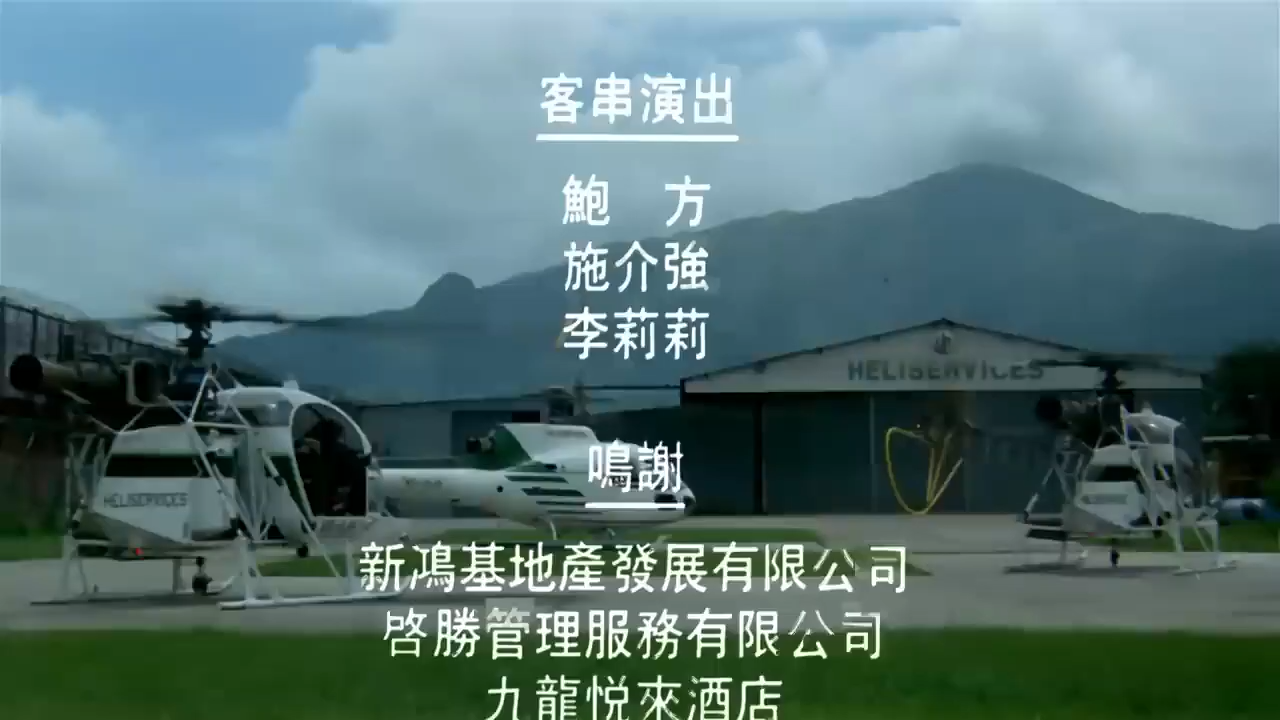 客串演出
鮑　方
施介強
李莉莉
HELISERVICES
鳴謝
HELISERVICES
新鴻基地產發展有限公司
啓勝管理服務有限公司
九龍悦來酒店